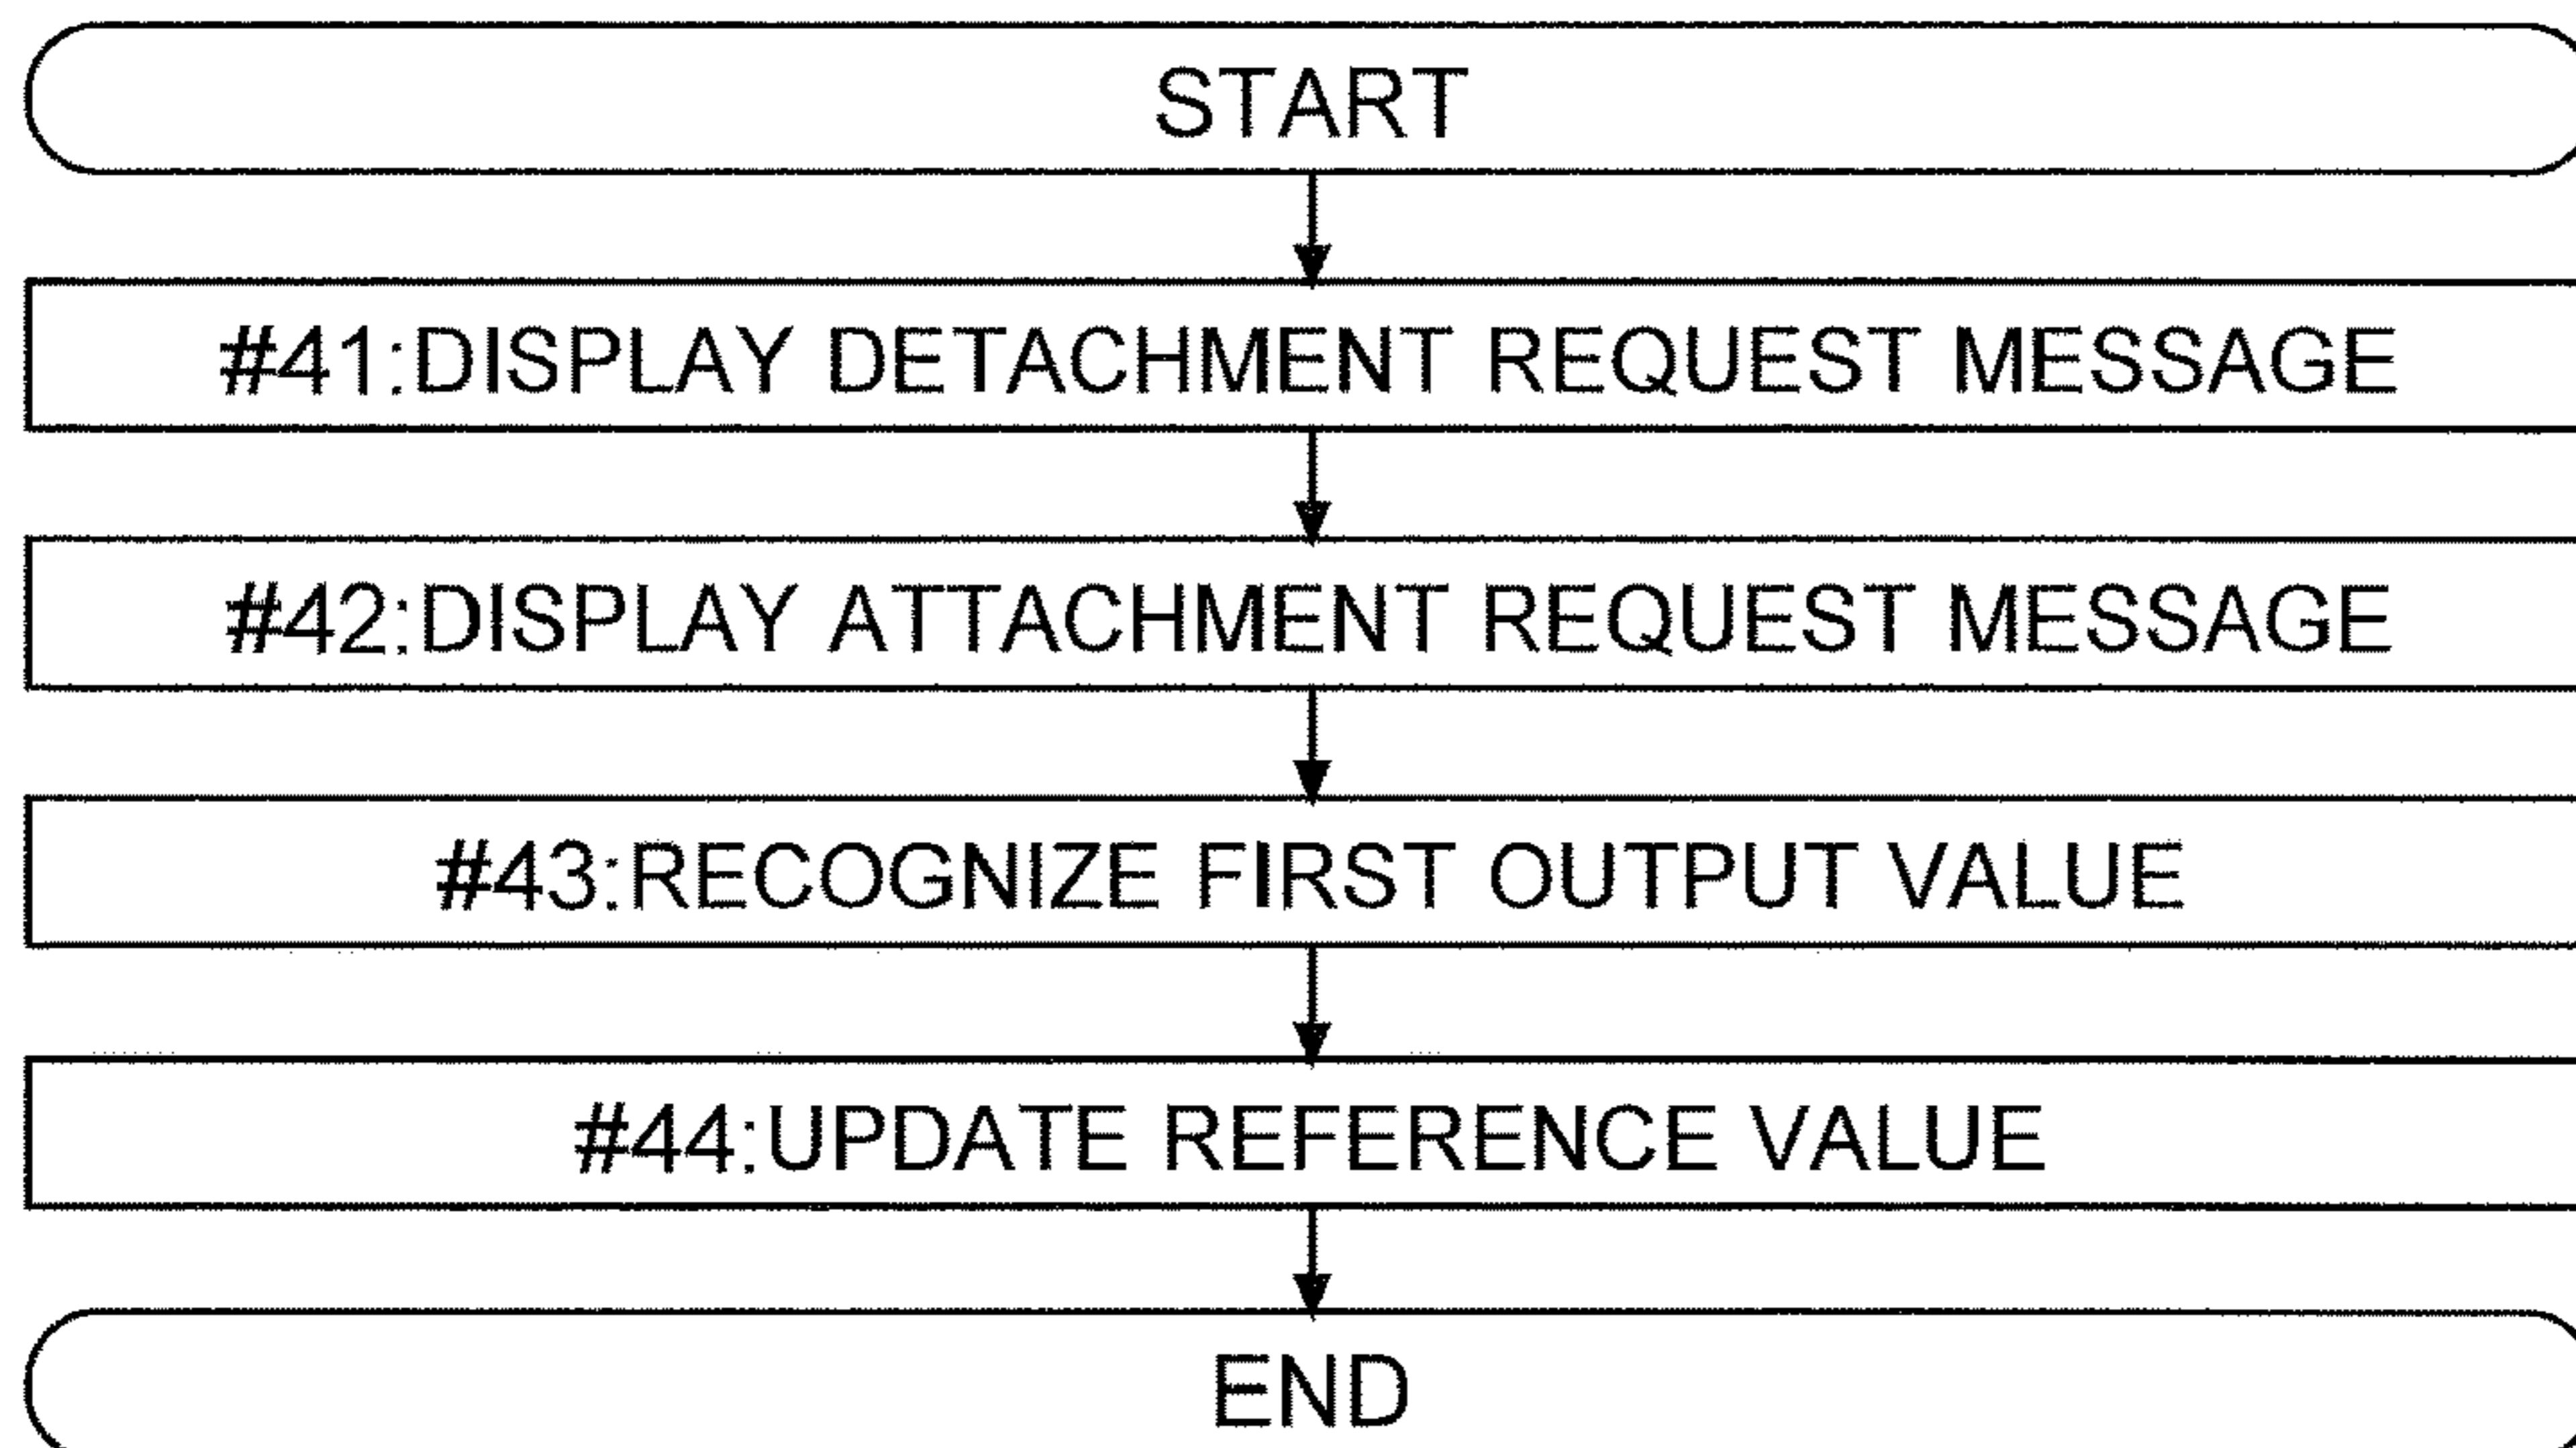 START
#41:DISPLAY DETACHMENT REQUEST MESSAGE
#42:DISPLAY ATTACHMENT REQUEST MESSAGE
#43:RECOGNIZE FIRST OUTPUT VALUE
#44:UPDATE REFERENCE VALUE
END